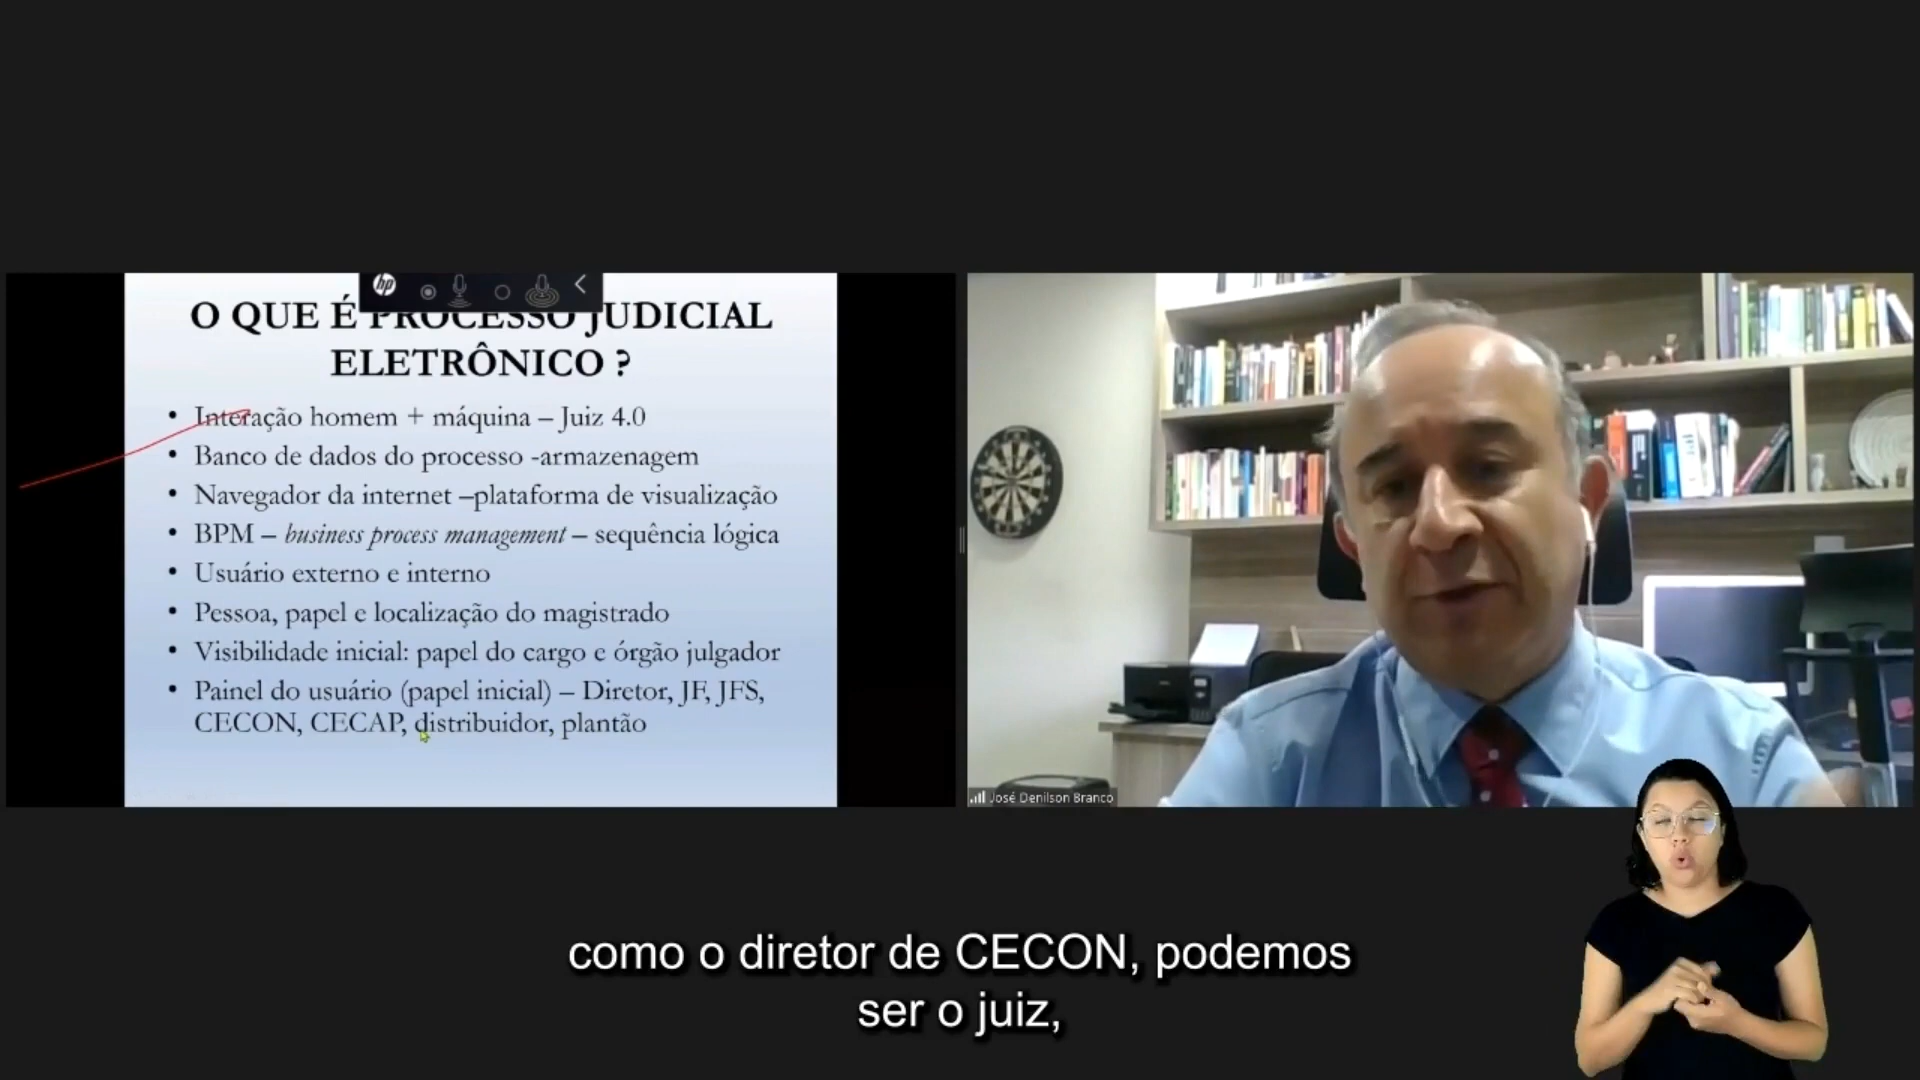 hp
O QUE É PROCESSO JUDICIAL
ELETRÔNICO ?
• Interação homem + máquina – Juiz 4.0
• Banco de dados do processo -armazenagem
• Navegador da internet –plataforma de visualização
• BPM – business process management – sequência lógica
• Usuário externo e interno
• Pessoa, papel e localização do magistrado
• Visibilidade inicial: papel do cargo e órgão julgador
• Painel do usuário (papel inicial) – Diretor, JF, JFS,
CECON, CECAP, distribuidor, plantão
José Denilson Branco
como o diretor de CECON, podemos
ser o juiz,